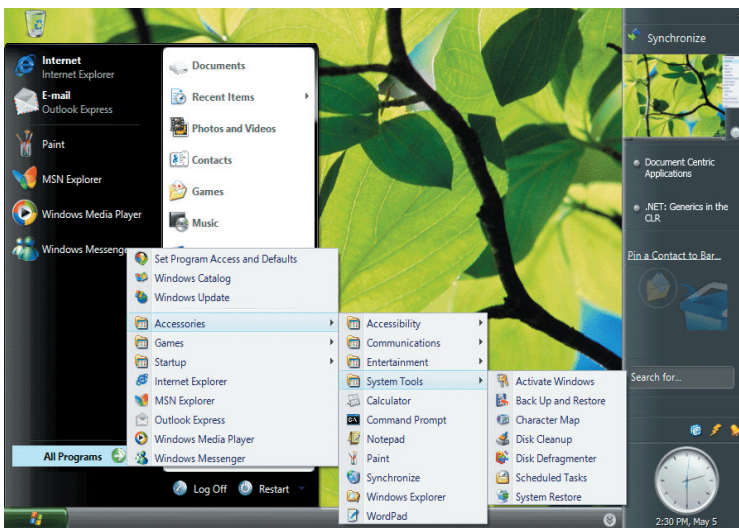 Internet
Internet Explorer
E-mail
Outlook Express
Paint
MSN Explorer
Windows Media Player
Windows Messenger
All Programs
Documents
Recent Items
Photos and Videos
Contacts
Games
Music
Log Off
Restart
Set Program Access and Defaults
Windows Catalog
Windows Update
Accessories
Games
Startup
Internet Explorer
MSN Explorer
Outlook Express
Windows Media Player
Windows Messenger
Accessibility
Communications
Entertainment
System Tools
Calculator
Command Prompt
Notepad
Paint
Synchronize
Windows Explorer
WordPad
Activate Windows
Back Up and Restore
Character Map
Disk Cleanup
Disk Defragmenter
Scheduled Tasks
System Restore
Synchronize
Document Centric
Applications
.NET: Generics in the
CLR
Pin a Contact to Bar...
Search for...
2:30 PM, May 5